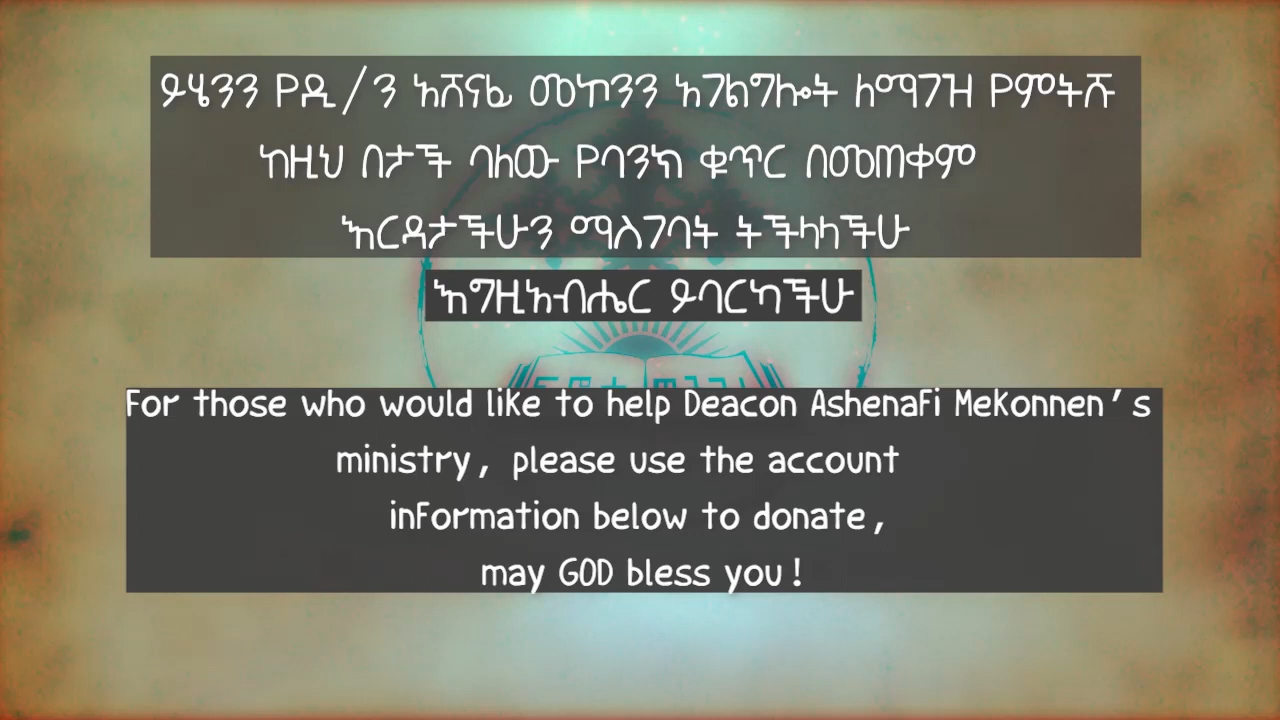 ይሄንን የዲ/ን አሸናፊ መኮንን አገልግሎት ለማገዝ የምትሹ
ከዚህ በታች ባለው የባንክ ቁጥር በመጠቀም
እርዳታችሁን ማስገባት ትችላላችሁ
እግዚአብሔር ይባርካችሁ
For those who would like to help Deacon Ashenafi Mekonnen's
ministry, please use the account
information below to donate,
may GOD bless you!